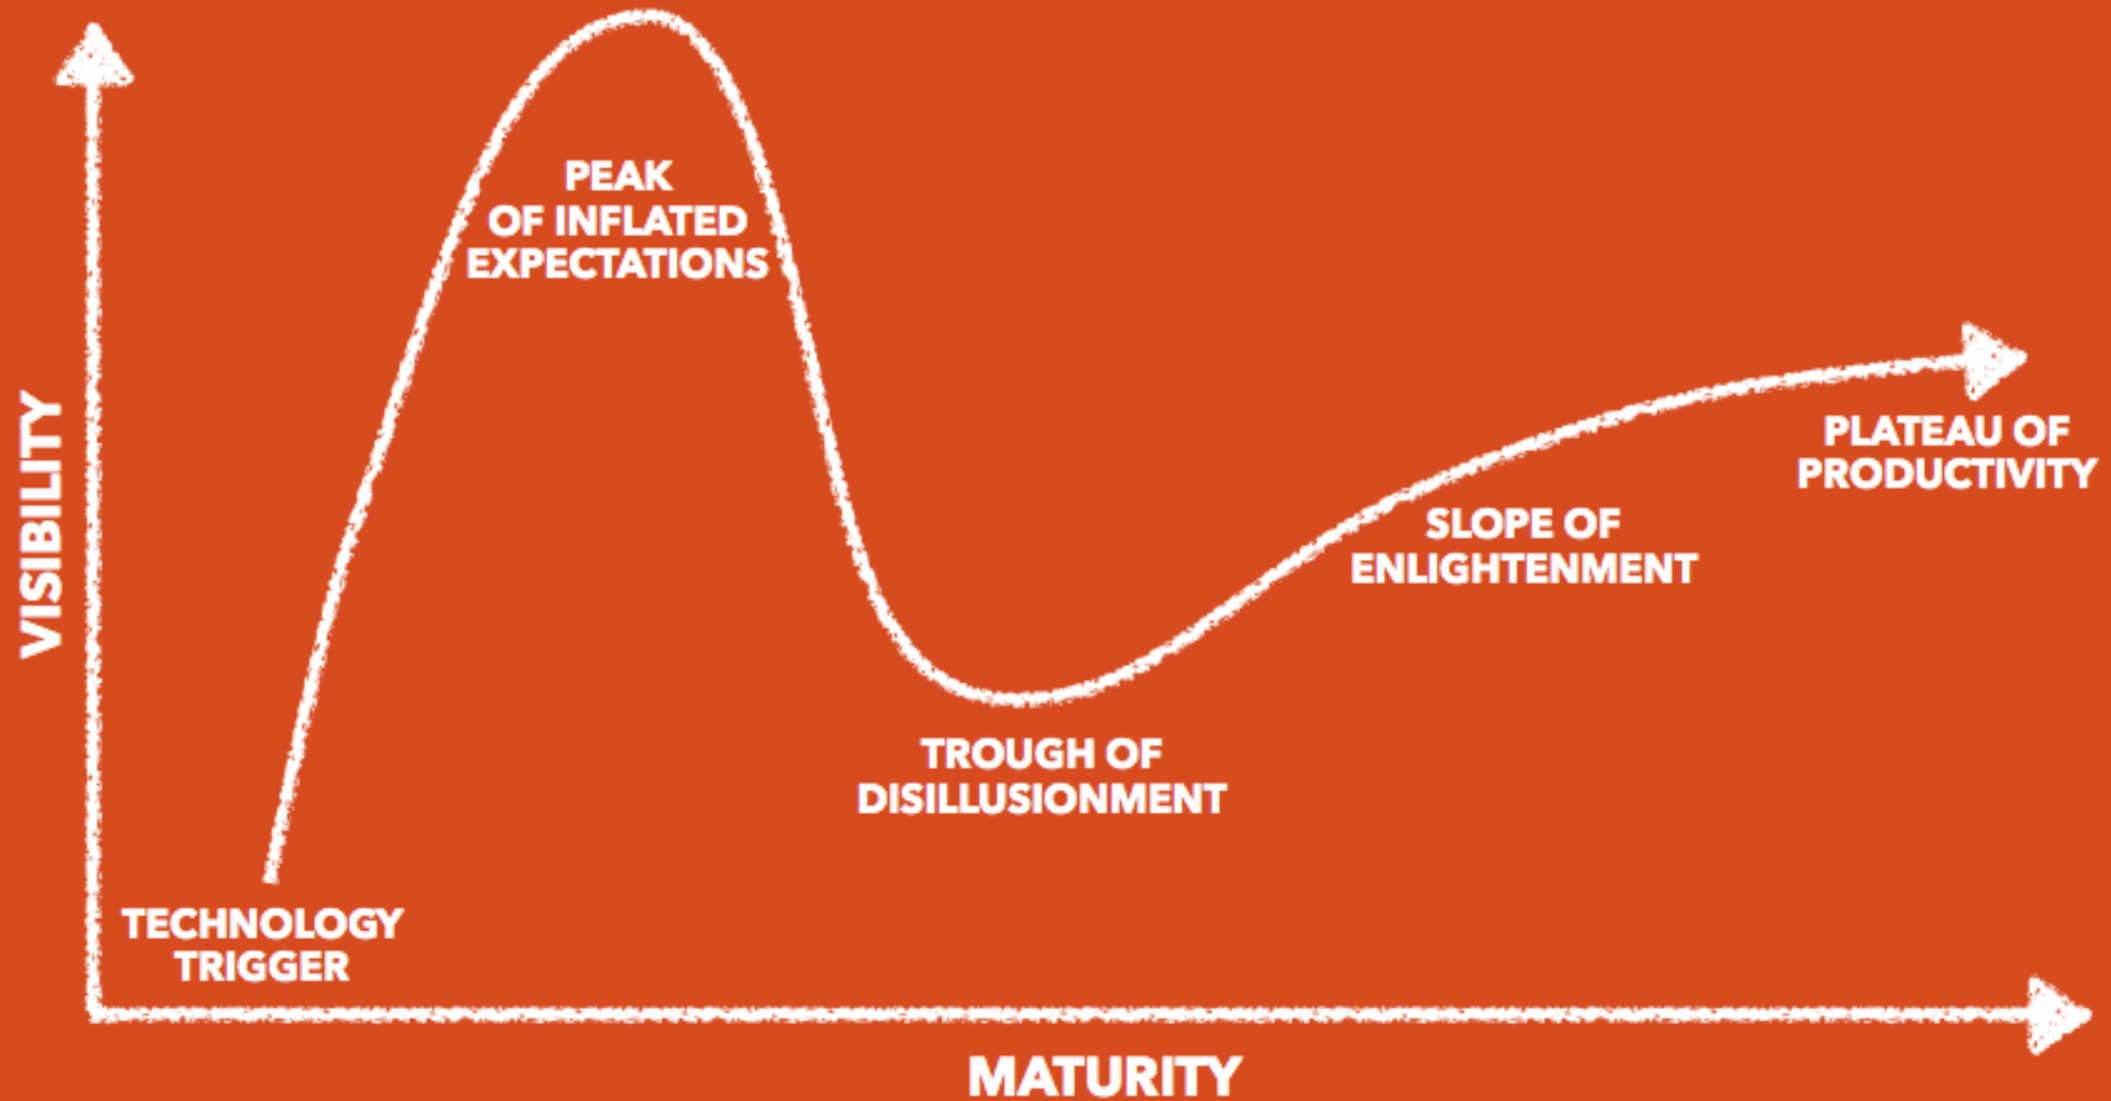 PEAK
OF INFLATED
EXPECTATIONS
VISIBILITY
PLATEAU OF
PRODUCTIVITY
SLOPE OF
ENLIGHTENMENT
TROUGH OF
DISILLUSIONMENT
TECHNOLOGY
TRIGGER
MATURITY